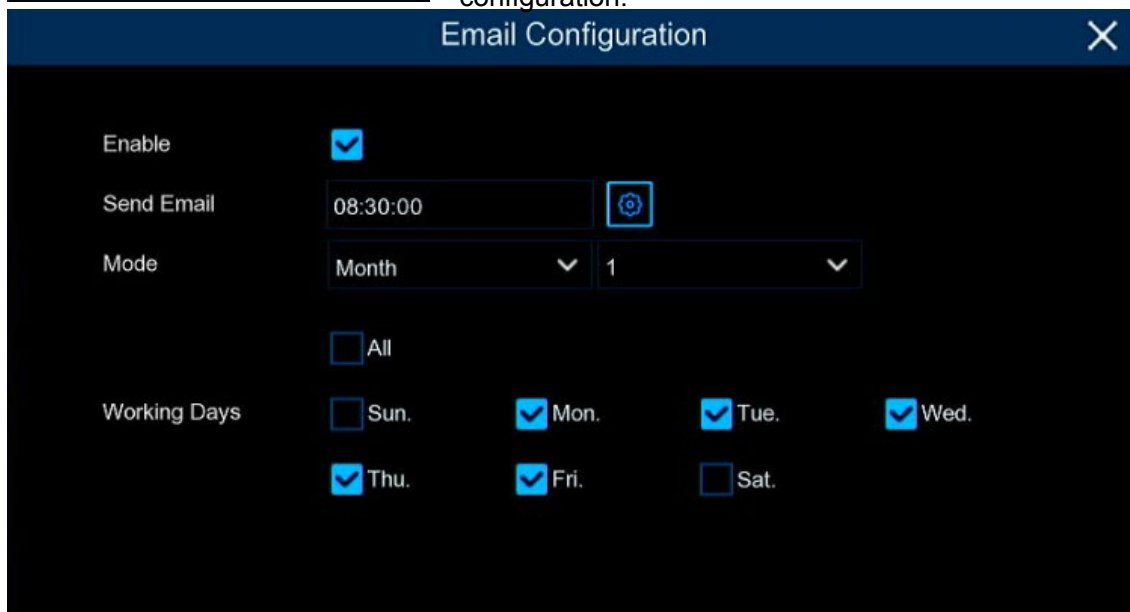 configuration.
Email Configuration
Enable
Send Email 08:30:00
Mode Month 1
All
Working Days Sun. Mon. Tue. Wed.
Thu. Fri. Sat.